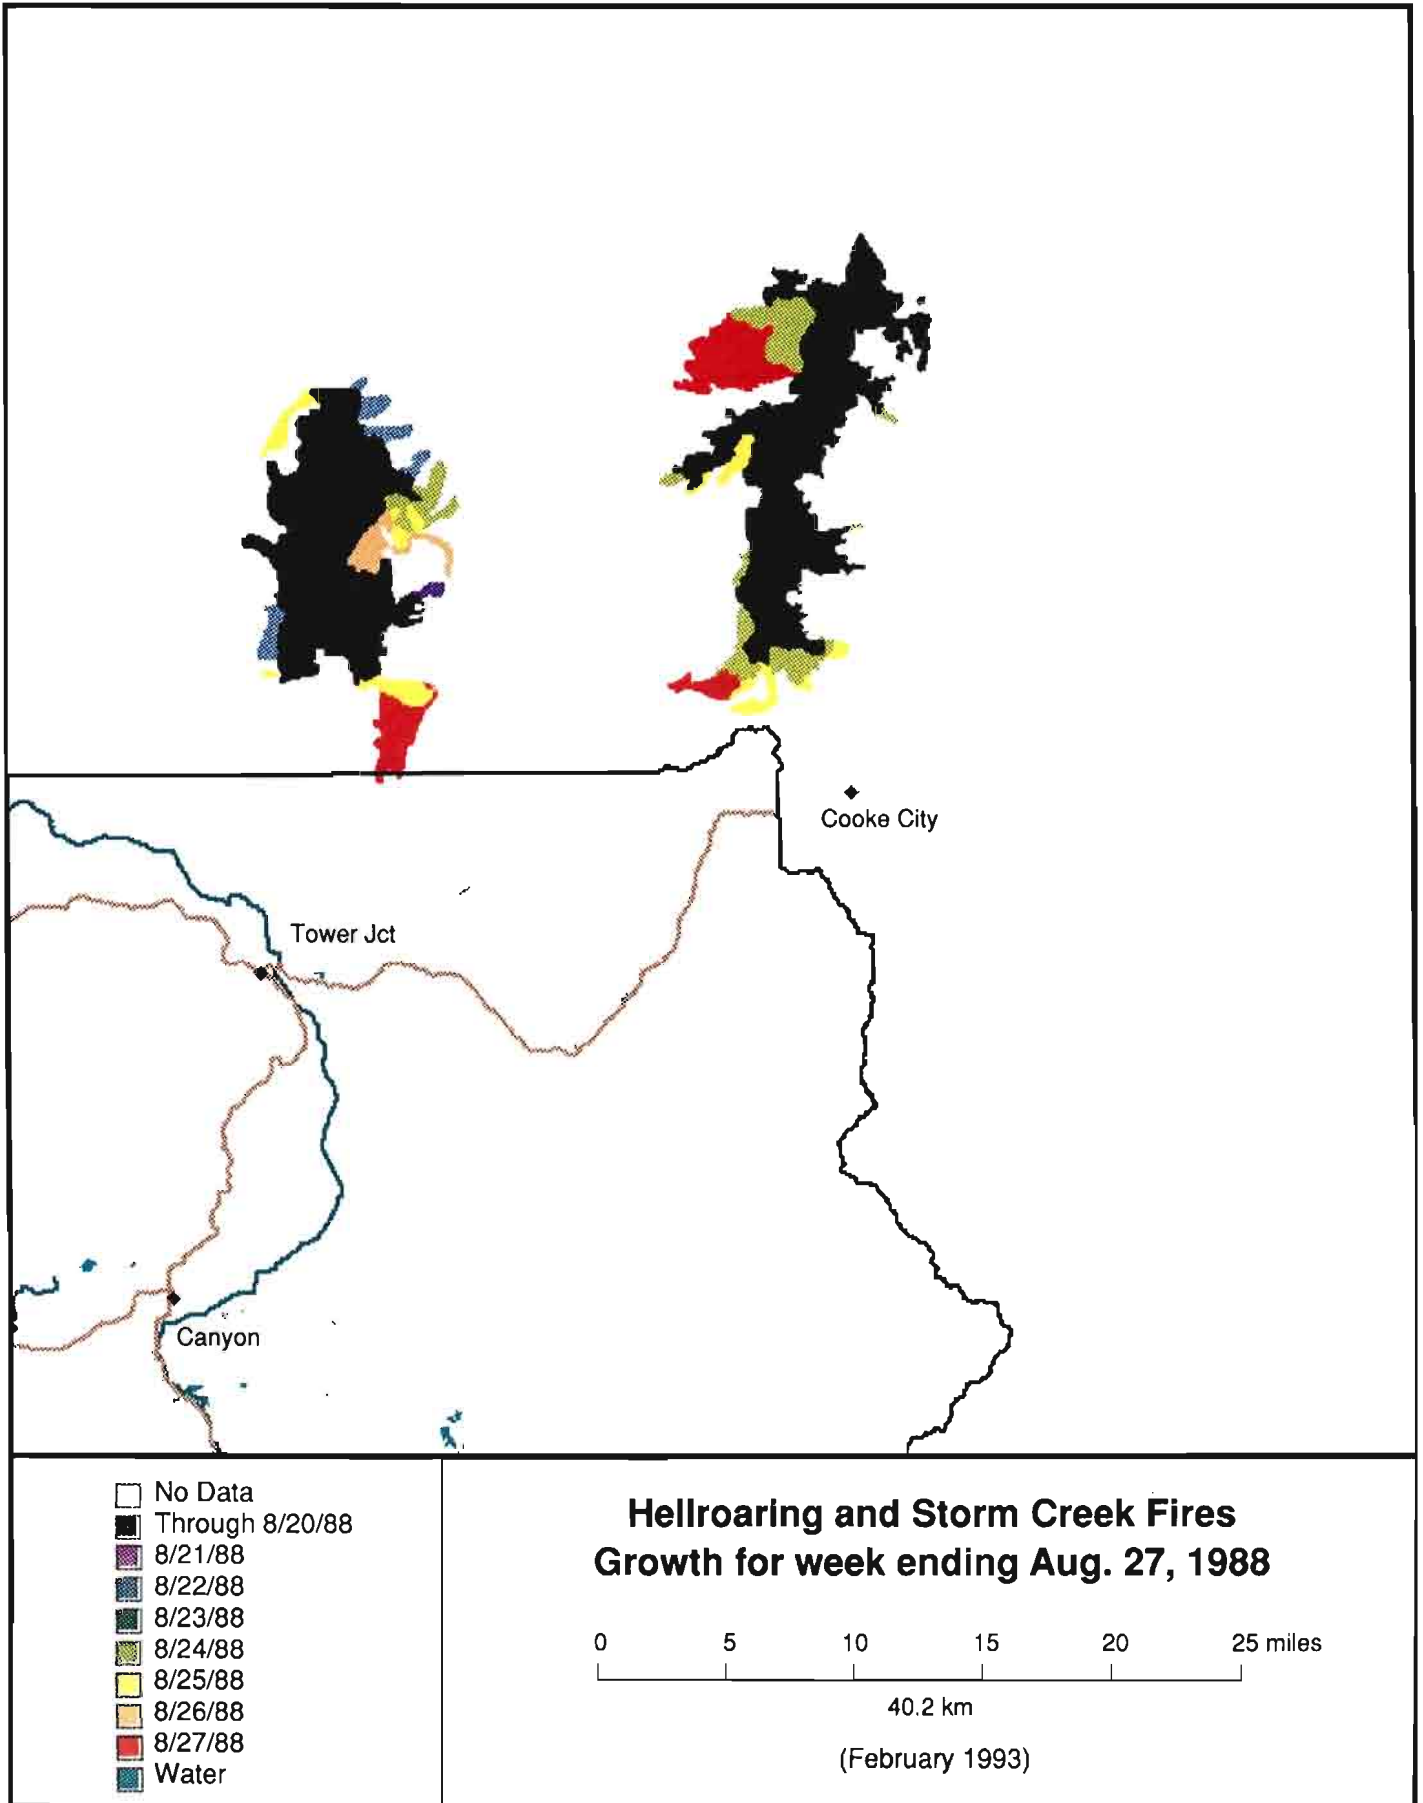 Cooke City
Tower Jct
Canyon
No Data
Through 8/20/88
8/21/88
8/22/88
8/23/88
8/24/88
8/25/88
8/26/88
8/27/88
Water
Hellroaring and Storm Creek Fires
Growth for week ending Aug. 27, 1988
0 5 10 15 20 25 miles
40.2 km
(February 1993)